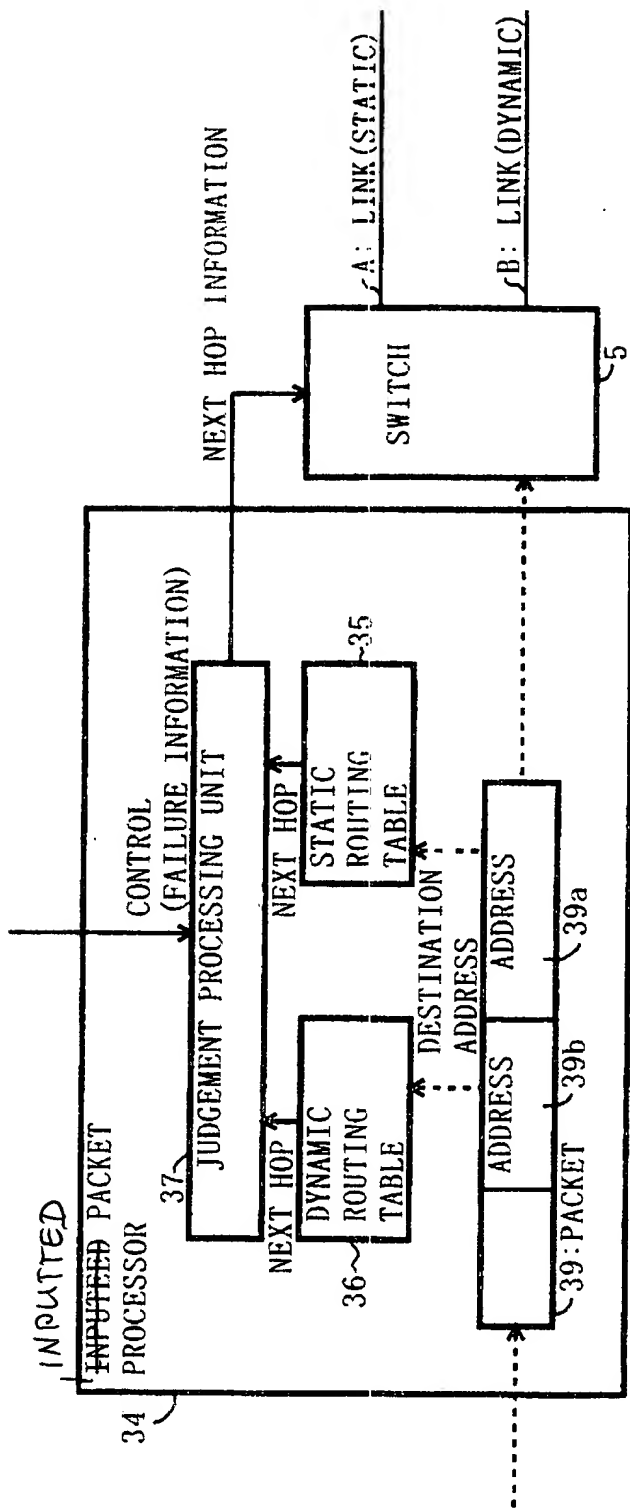 INPUTTED
INPUTEED PACKET
PROCESSOR
34
CONTROL
(FAILURE INFORMATION)
37
JUDGEMENT PROCESSING UNIT
NEXT HOP
NEXT HOP
DYNAMIC
ROUTING
TABLE
36
STATIC
ROUTING
TABLE
35
DESTINATION
ADDRESS
ADDRESS
ADDRESS
39b
39a
39:PACKET
NEXT HOP INFORMATION
SWITCH
5
A: LINK(STATIC)
B: LINK(DYNAMIC)